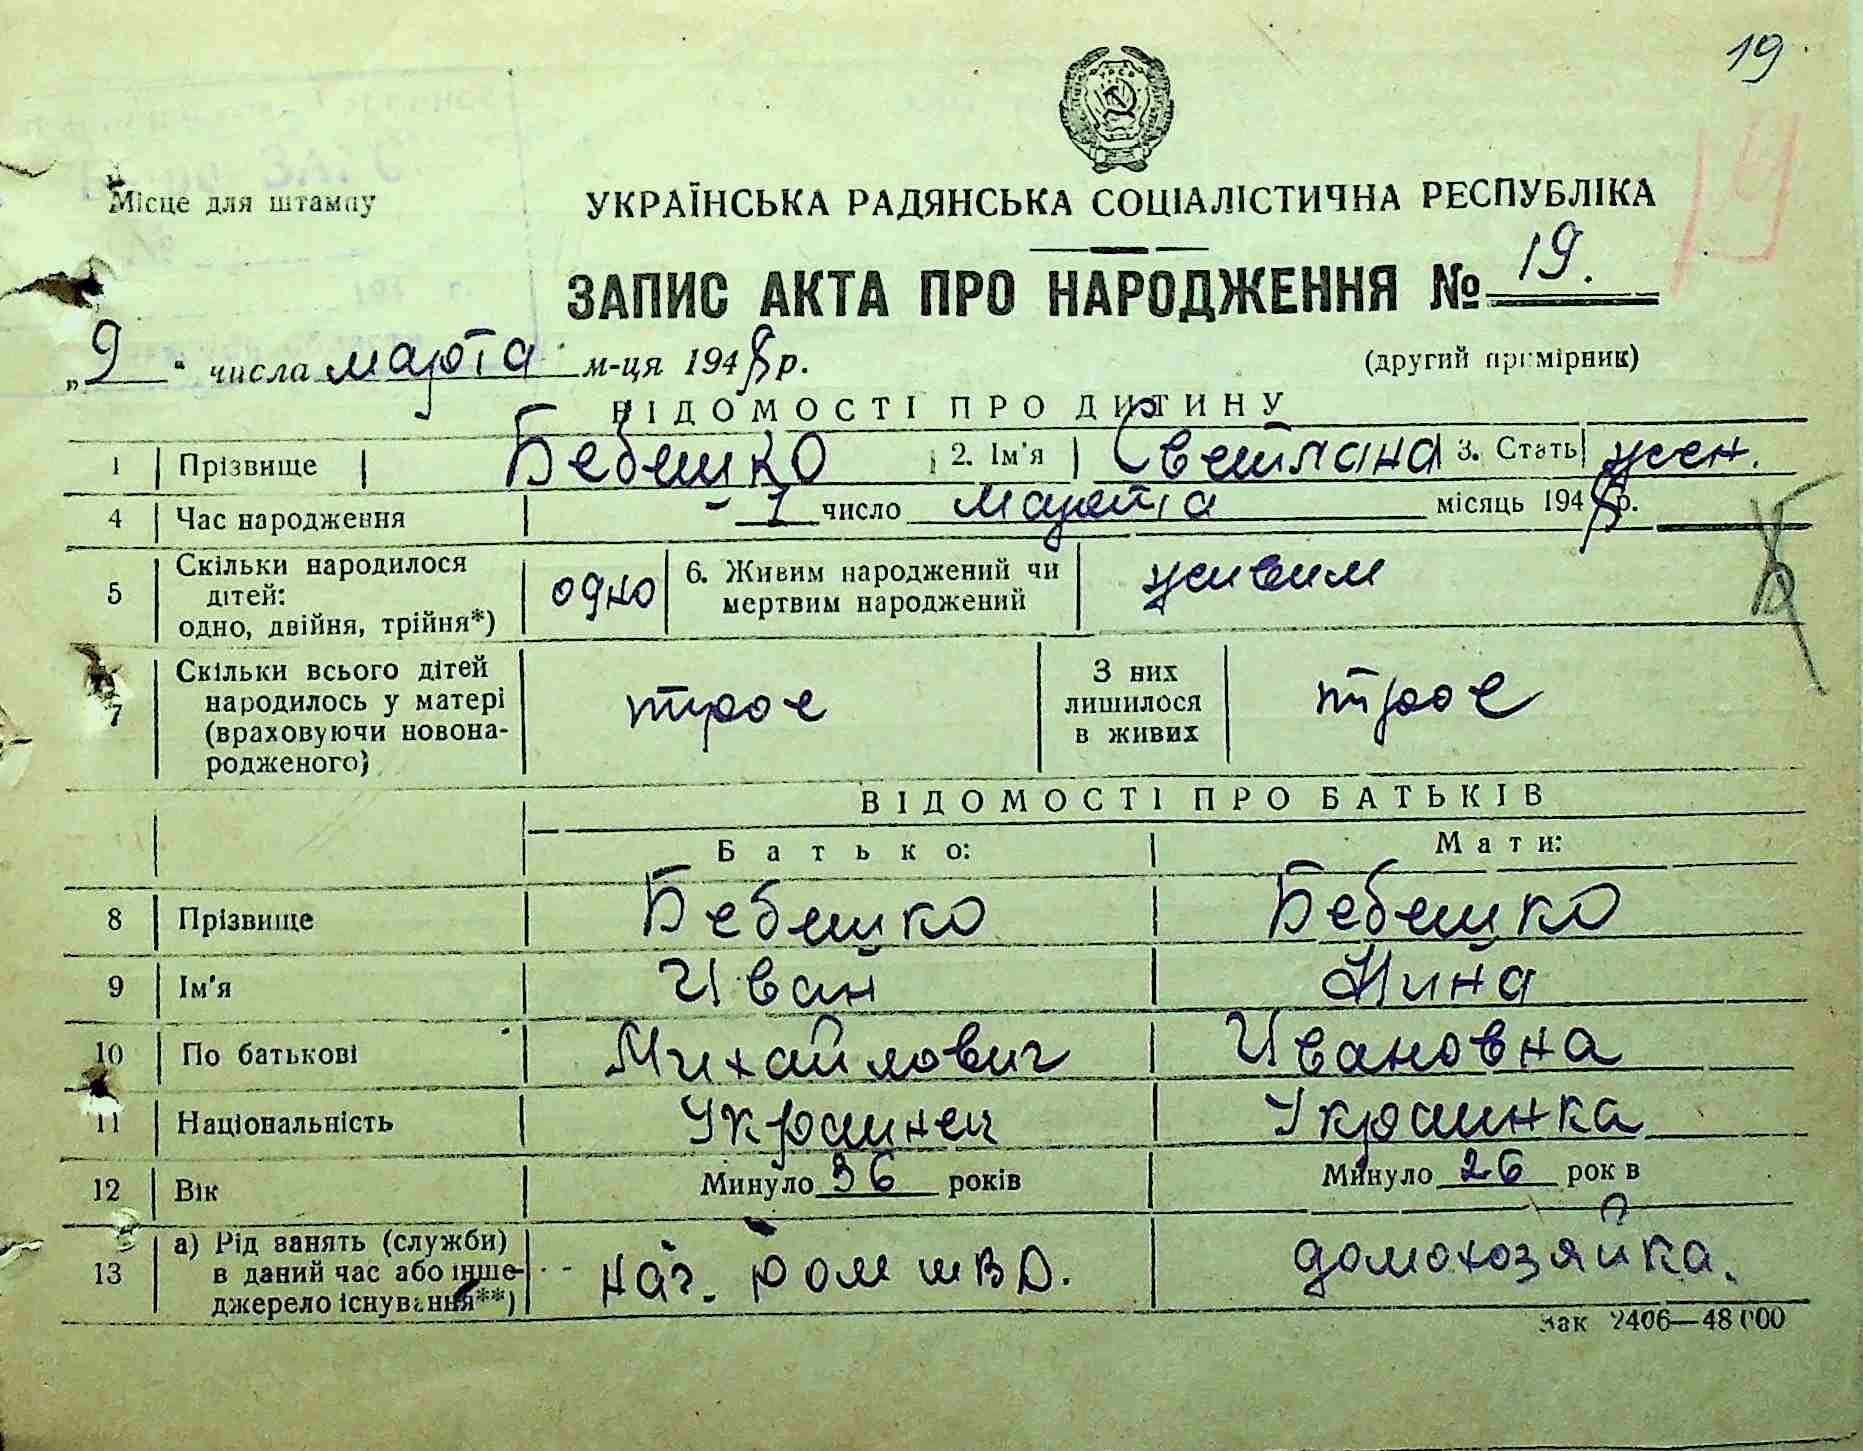 19.
УРСР
Місце для штампу
УКРАЇНСЬКА РАДЯНСЬКА СОЦІАЛІСТИЧНА РЕСПУБЛІКА
ЗАПИС АКТА ПРО НАРОДЖЕННЯ № 19.
„9“ числа марта м-ця 1948 р.
(другий примірник)
ВІДОМОСТІ ПРО ДИТИНУ
1 Прізвище Бебешко 2. Ім'я Светлана 3. Стать жен.
4 Час народження 1 число марта місяць 1948 р.
5 Скільки народилося дітей: одно, двійня, трійня*) одно 6. Живим народжений чи мертвим народжений живим
7 Скільки всього дітей народилось у матері (враховуючи новонародженого) трое З них лишилося в живих трое
ВІДОМОСТІ ПРО БАТЬКІВ
Батько: Мати:
8 Прізвище Бебешко Бебешко
9 Ім'я Иван Нина
10 По батькові Михайлович Ивановна
11 Національність Украинец Украинка
12 Вік Минуло 36 років Минуло 26 років
13 а) Рід занять (служби) в даний час або інше джерело існування**) нач. РОМ МВД. домохозяйка.
Зак 2406—48000